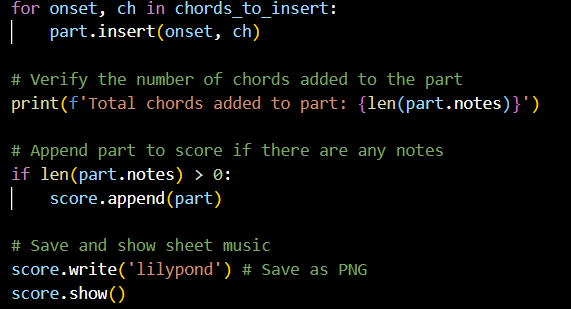 for onset, ch in chords_to_insert:
    part.insert(onset, ch)
# Verify the number of chords added to the part
print(f'Total chords added to part: {len(part.notes)}')
# Append part to score if there are any notes
if len(part.notes) > 0:
    score.append(part)
# Save and show sheet music
score.write('lilypond') # Save as PNG
score.show()